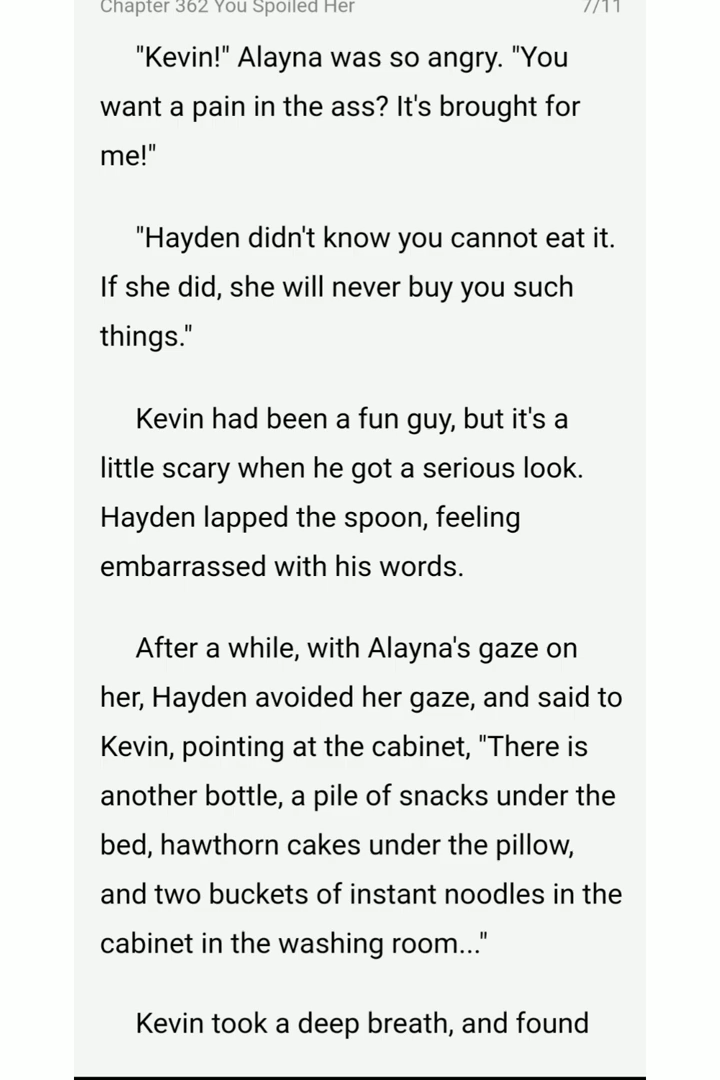 Chapter 362 You Spoiled Her 7/11
"Kevin!" Alayna was so angry. "You
want a pain in the ass? It's brought for
me!"
"Hayden didn't know you cannot eat it.
If she did, she will never buy you such
things."
Kevin had been a fun guy, but it's a
little scary when he got a serious look.
Hayden lapped the spoon, feeling
embarrassed with his words.
After a while, with Alayna's gaze on
her, Hayden avoided her gaze, and said to
Kevin, pointing at the cabinet, "There is
another bottle, a pile of snacks under the
bed, hawthorn cakes under the pillow,
and two buckets of instant noodles in the
cabinet in the washing room..."
Kevin took a deep breath, and found